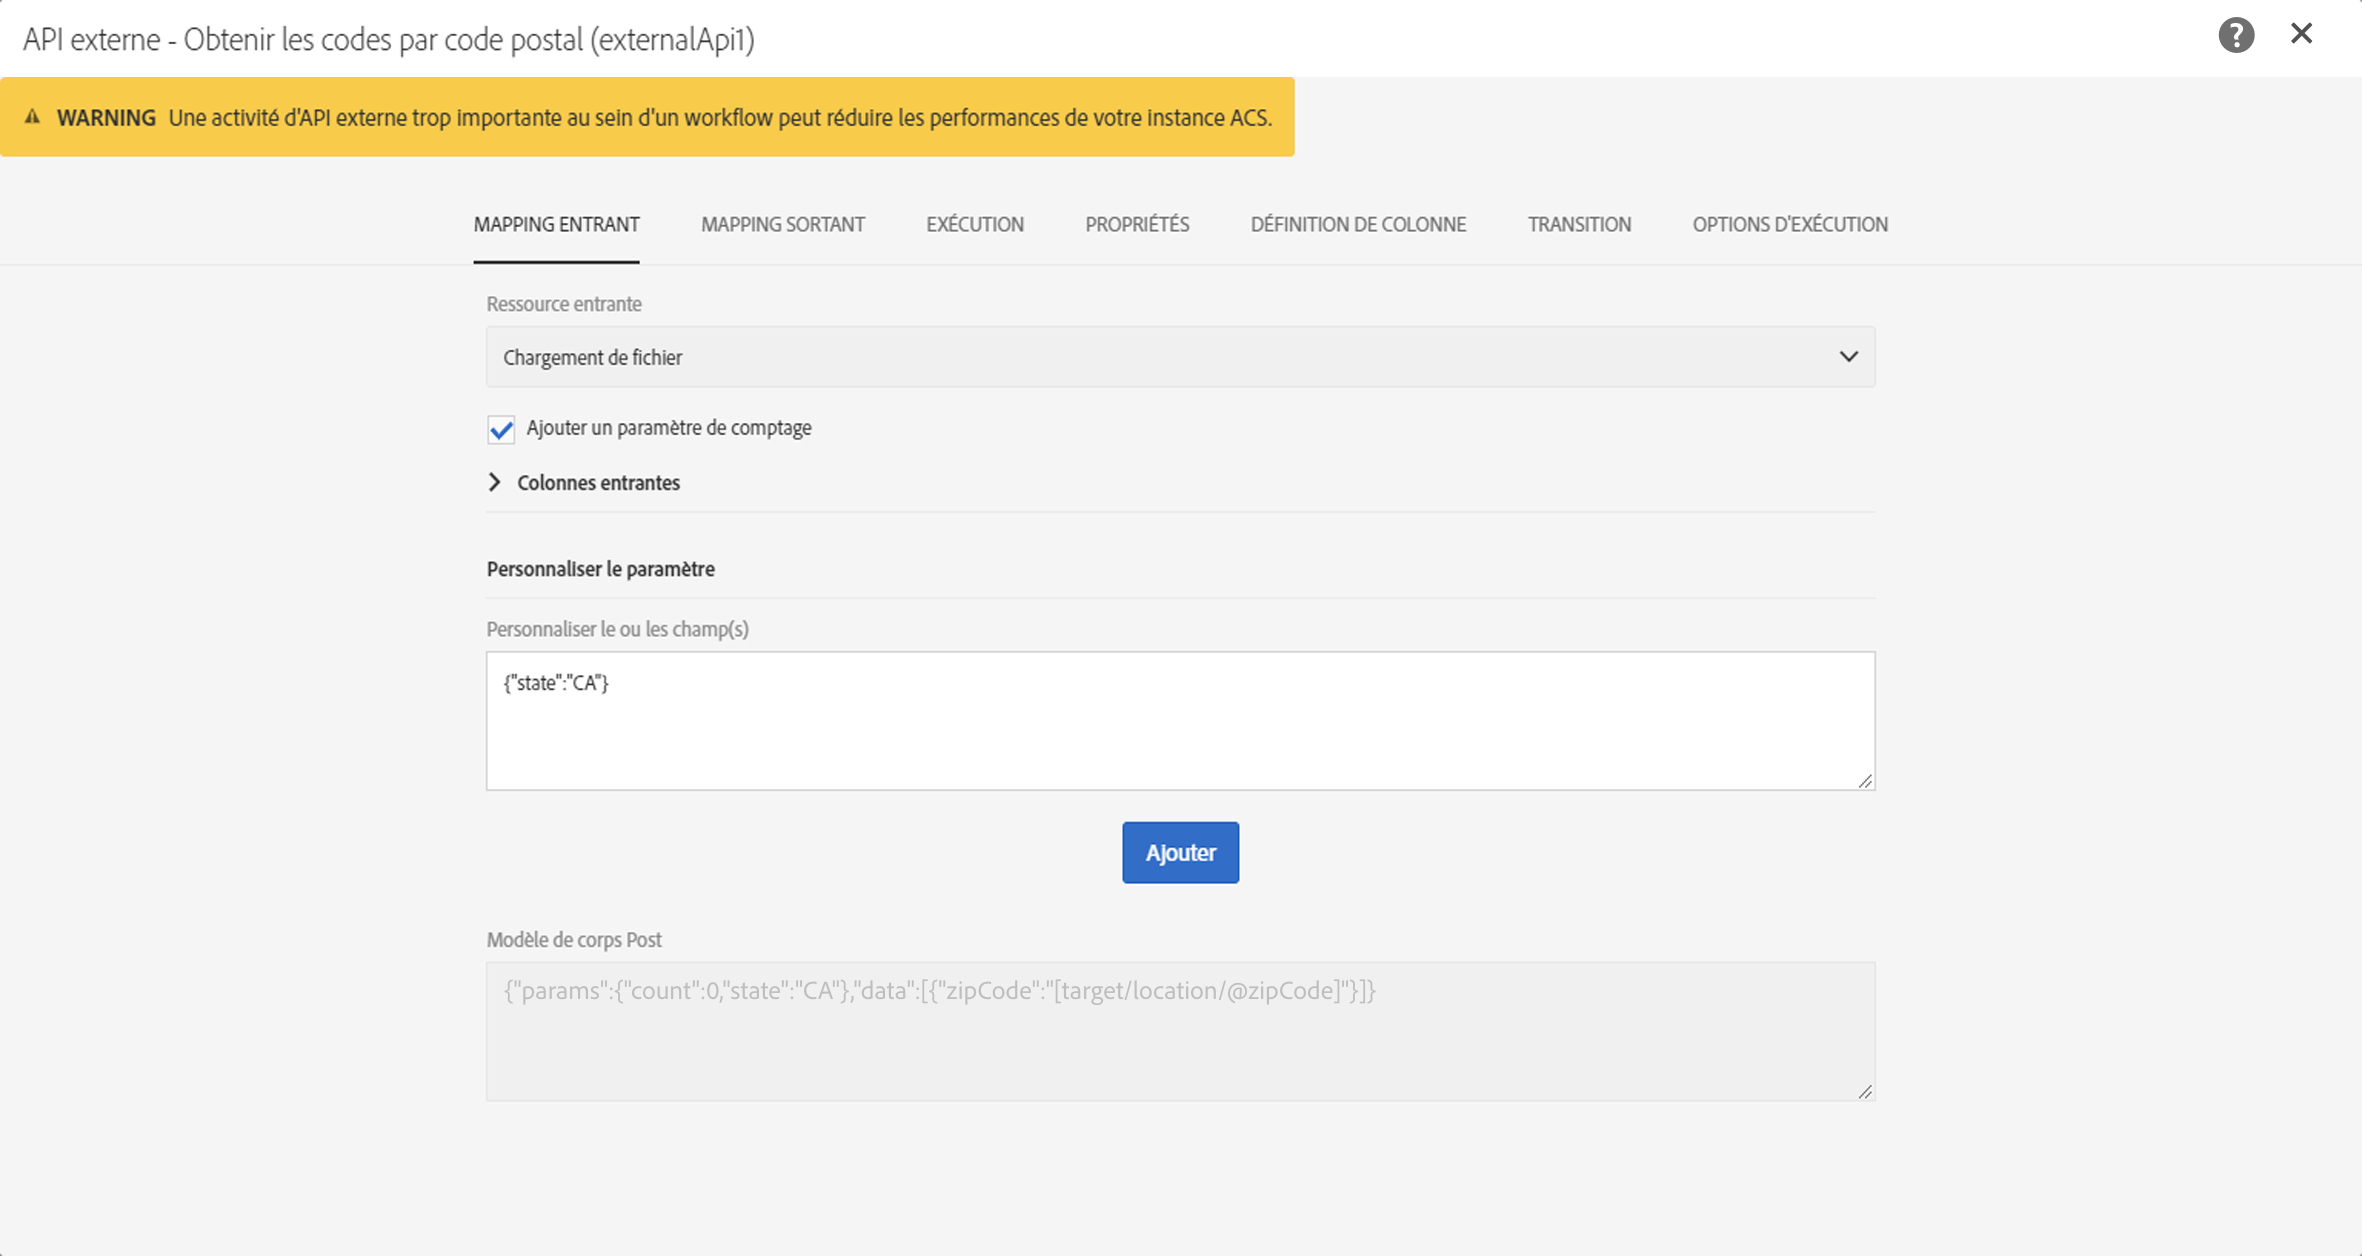 API externe - Obtenir les codes par code postal (externalApi1)
WARNING Une activité d'API externe trop importante au sein d'un workflow peut réduire les performances de votre instance ACS.
MAPPING ENTRANT MAPPING SORTANT EXÉCUTION PROPRIÉTÉS DÉFINITION DE COLONNE TRANSITION OPTIONS D'EXÉCUTION
Ressource entrante
Chargement de fichier
Ajouter un paramètre de comptage
Colonnes entrantes
Personnaliser le paramètre
Personnaliser le ou les champ(s)
{"state":"CA"}
Ajouter
Modèle de corps Post
{"params":{"count":0,"state":"CA"},"data":[{"zipCode":"[target/location/@zipCode]"}]}